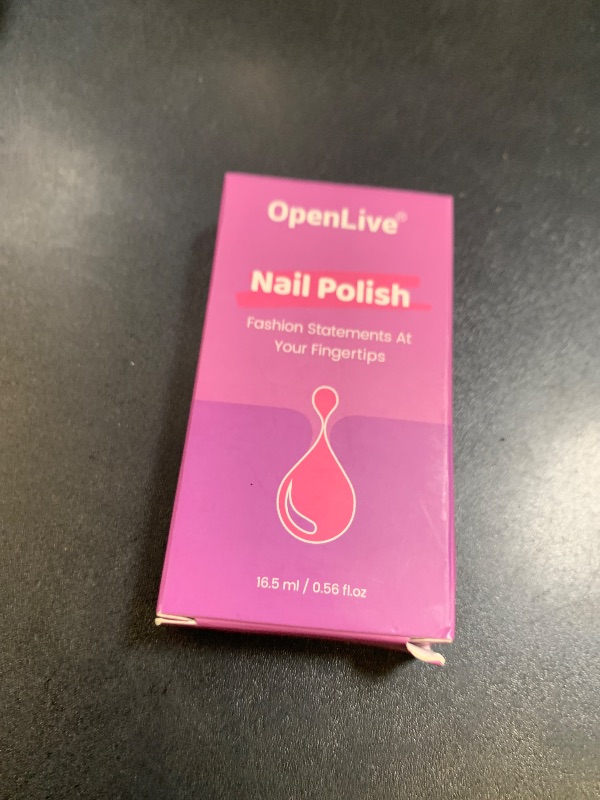 OpenLive®
Nail Polish
Fashion Statements At
Your Fingertips
16.5 ml / 0.56 fl.oz